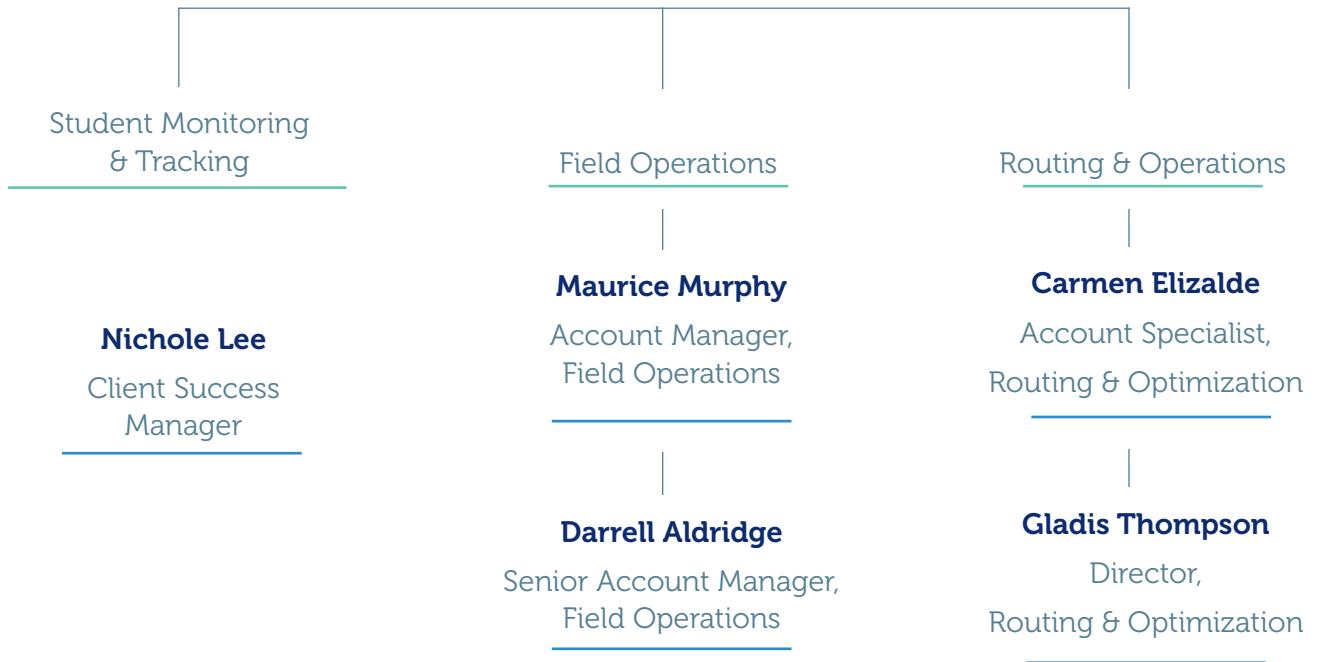 Student Monitoring
& Tracking
Nichole Lee
Client Success
Manager
Field Operations
Maurice Murphy
Account Manager,
Field Operations
Darrell Aldridge
Senior Account Manager,
Field Operations
Routing & Operations
Carmen Elizalde
Account Specialist,
Routing & Optimization
Gladis Thompson
Director,
Routing & Optimization